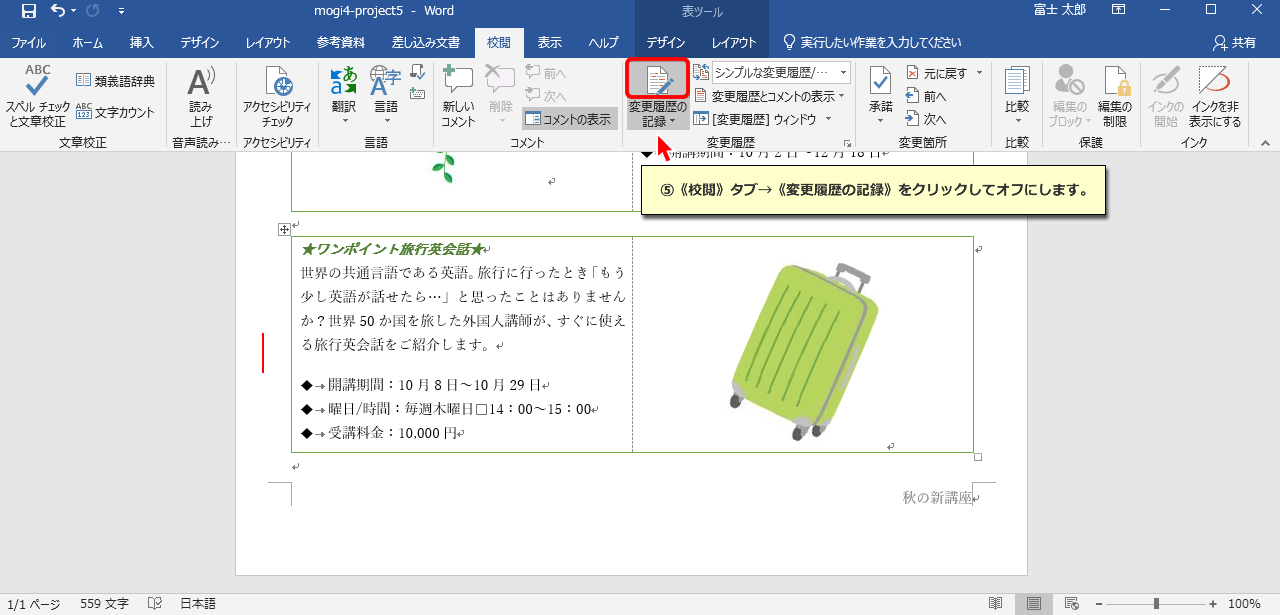 mogi4-project5 - Word
表ツール
富士 太郎
ファイル ホーム 挿入 デザイン レイアウト 参考資料 差し込み文書 校閲 表示 ヘルプ デザイン レイアウト 実行したい作業を入力してください 共有
ABC
スペル チェック
と文章校正
類義語辞典
ABC
123
文字カウント
文章校正
A
読み
上げ
音声読み…
アクセシビリティ
チェック
アクセシビリティ
あ
翻訳
A字
言語
言語
新しい
コメント
削除
前へ
次へ
コメントの表示
コメント
変更履歴の
記録
シンプルな変更履歴/…
変更履歴とコメントの表示
[変更履歴] ウィンドウ
変更履歴
承諾
元に戻す
前へ
次へ
変更箇所
比較
比較
編集の
ブロック
編集の
制限
保護
インクの
開始
インクを非
表示にする
インク
◆→開講期間：10 月 2 日～12 月 18 日
⑤《校閲》タブ→《変更履歴の記録》をクリックしてオフにします。
★ワンポイント旅行英会話★
世界の共通言語である英語。旅行に行ったとき「もう
少し英語が話せたら…」と思ったことはありません
か？世界 50 か国を旅した外国人講師が、すぐに使え
る旅行英会話をご紹介します。
◆→開講期間：10 月 8 日～10 月 29 日
◆→曜日/時間：毎週木曜日□14：00～15：00
◆→受講料金：10,000 円
秋の新講座
1/1 ページ 559 文字 日本語 100%